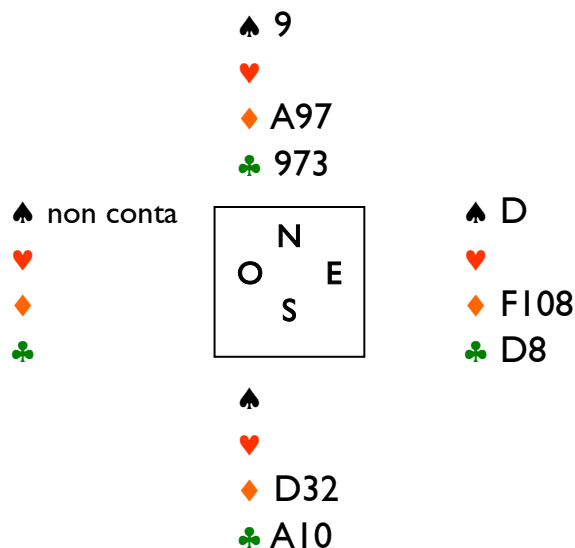 ♠ 9
♥
♦ A97
♣ 973
♠ non conta
♥
♦
♣
N
O E
S
♠ D
♥
♦ F108
♣ D8
♠
♥
♦ D32
♣ A10